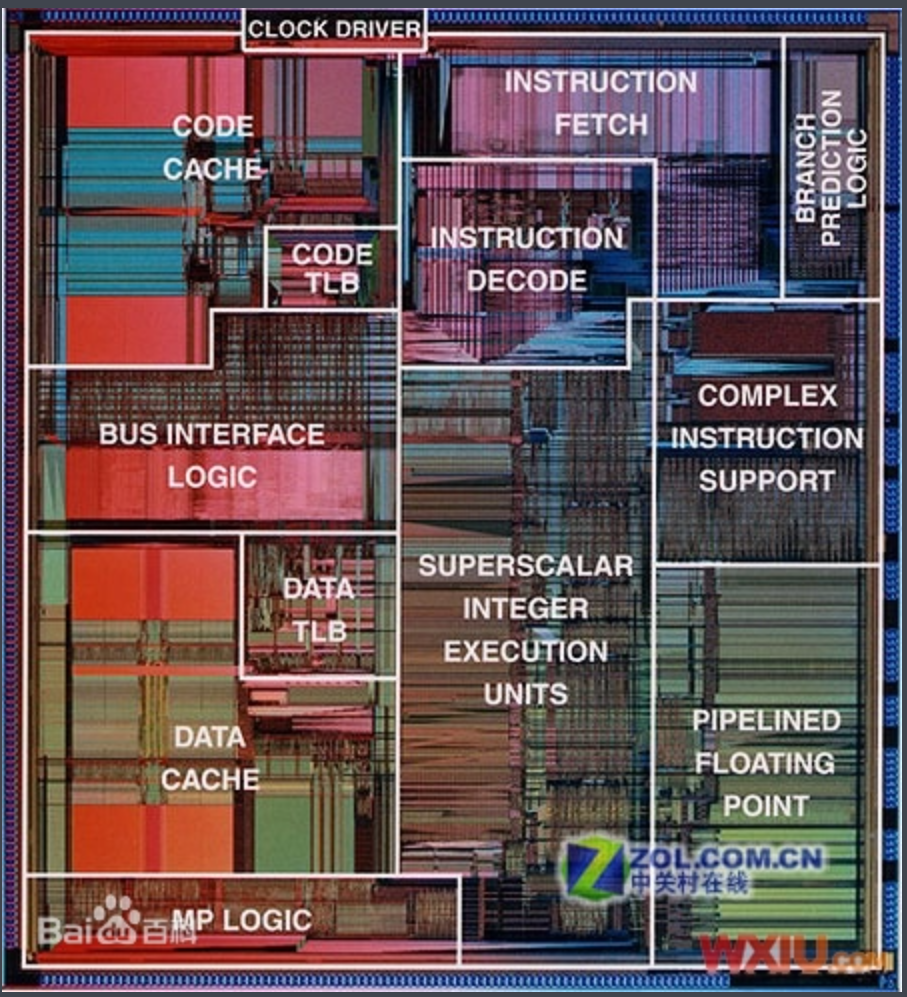 CLOCK DRIVER
CODE
CACHE
INSTRUCTION
FETCH
BRANCH
PREDICTION
LOGIC
CODE
TLB
INSTRUCTION
DECODE
BUS INTERFACE
LOGIC
COMPLEX
INSTRUCTION
SUPPORT
DATA
TLB
SUPERSCALAR
INTEGER
EXECUTION
UNITS
DATA
CACHE
PIPELINED
FLOATING
POINT
ZOL.COM.CN
中关村在线
MP LOGIC
Bai du 百科
WXIU.COM